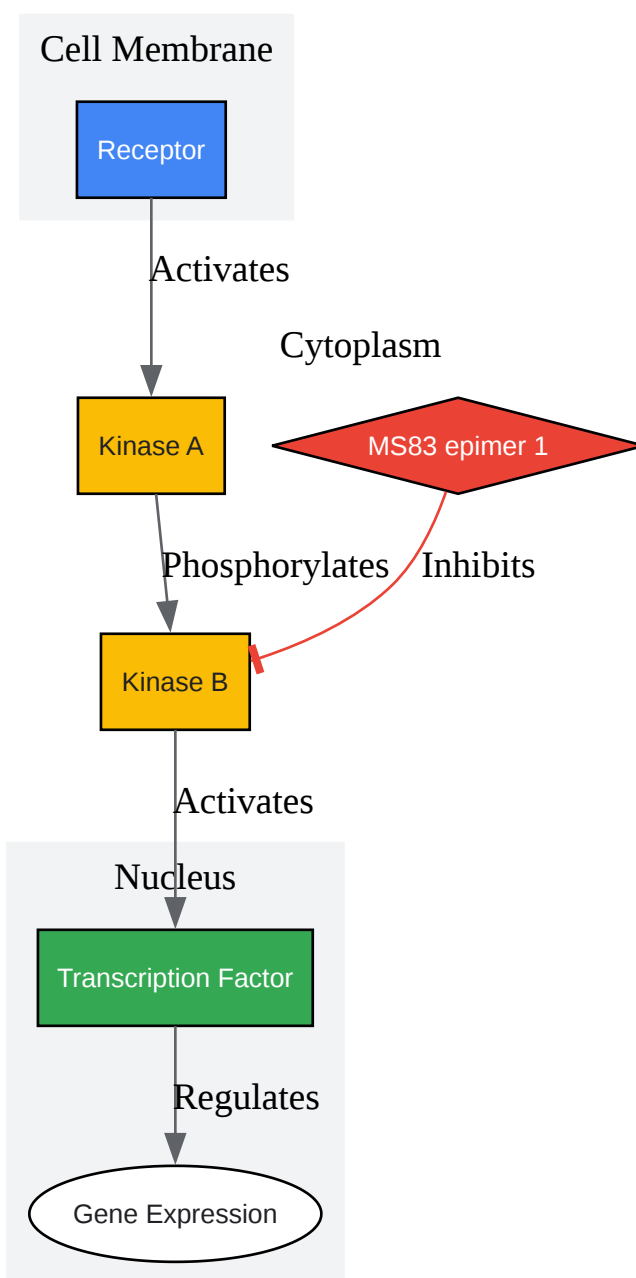 Cell Membrane
Receptor
Activates
Cytoplasm
Kinase A
MS83 epimer 1
Phosphorylates
Inhibits
Kinase B
Activates
Nucleus
Transcription Factor
Regulates
Gene Expression